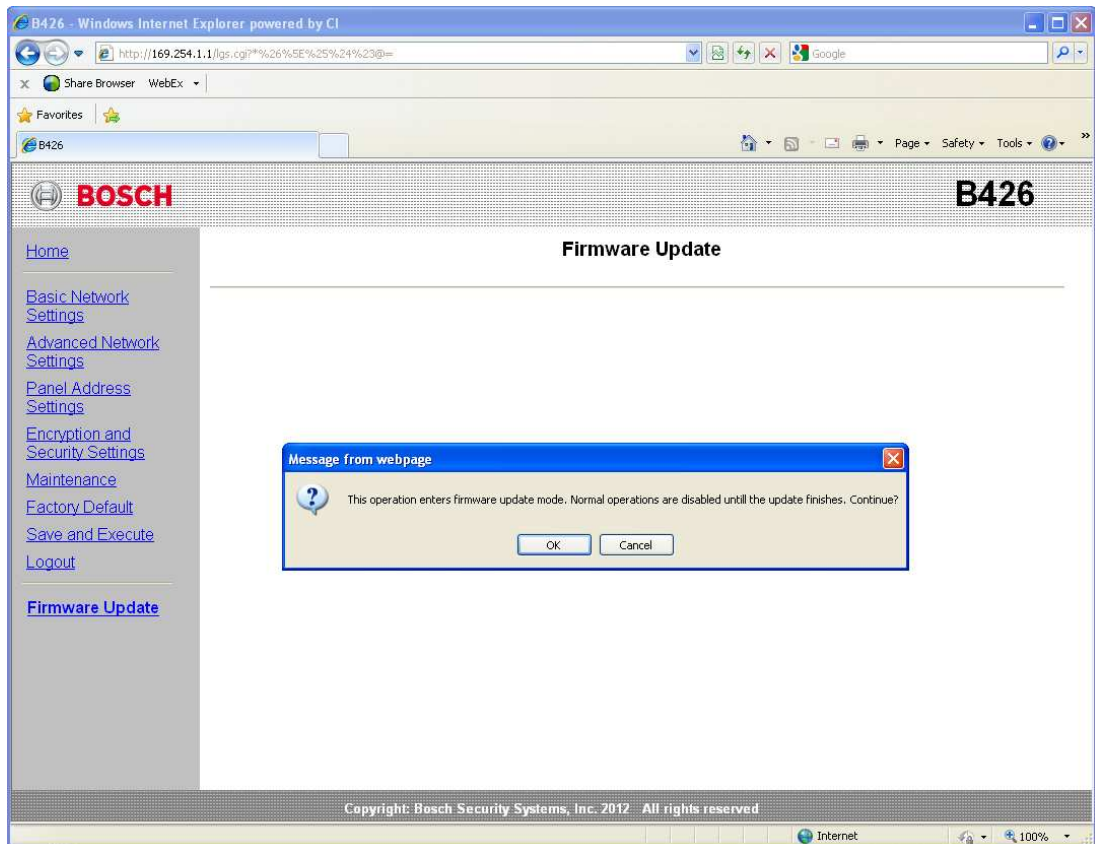 B426 - Windows Internet Explorer powered by CI
http://169.254.1.1/lgs.cgi?*%26%5E%25%24%23@=
Google
x Share Browser WebEx
Favorites
B426
Page Safety Tools »
BOSCH
B426
Home
Basic Network
Settings
Advanced Network
Settings
Panel Address
Settings
Encryption and
Security Settings
Maintenance
Factory Default
Save and Execute
Logout
Firmware Update
Firmware Update
Message from webpage
This operation enters firmware update mode. Normal operations are disabled untill the update finishes. Continue?
OK Cancel
Copyright: Bosch Security Systems, Inc. 2012 All rights reserved
Internet 100%